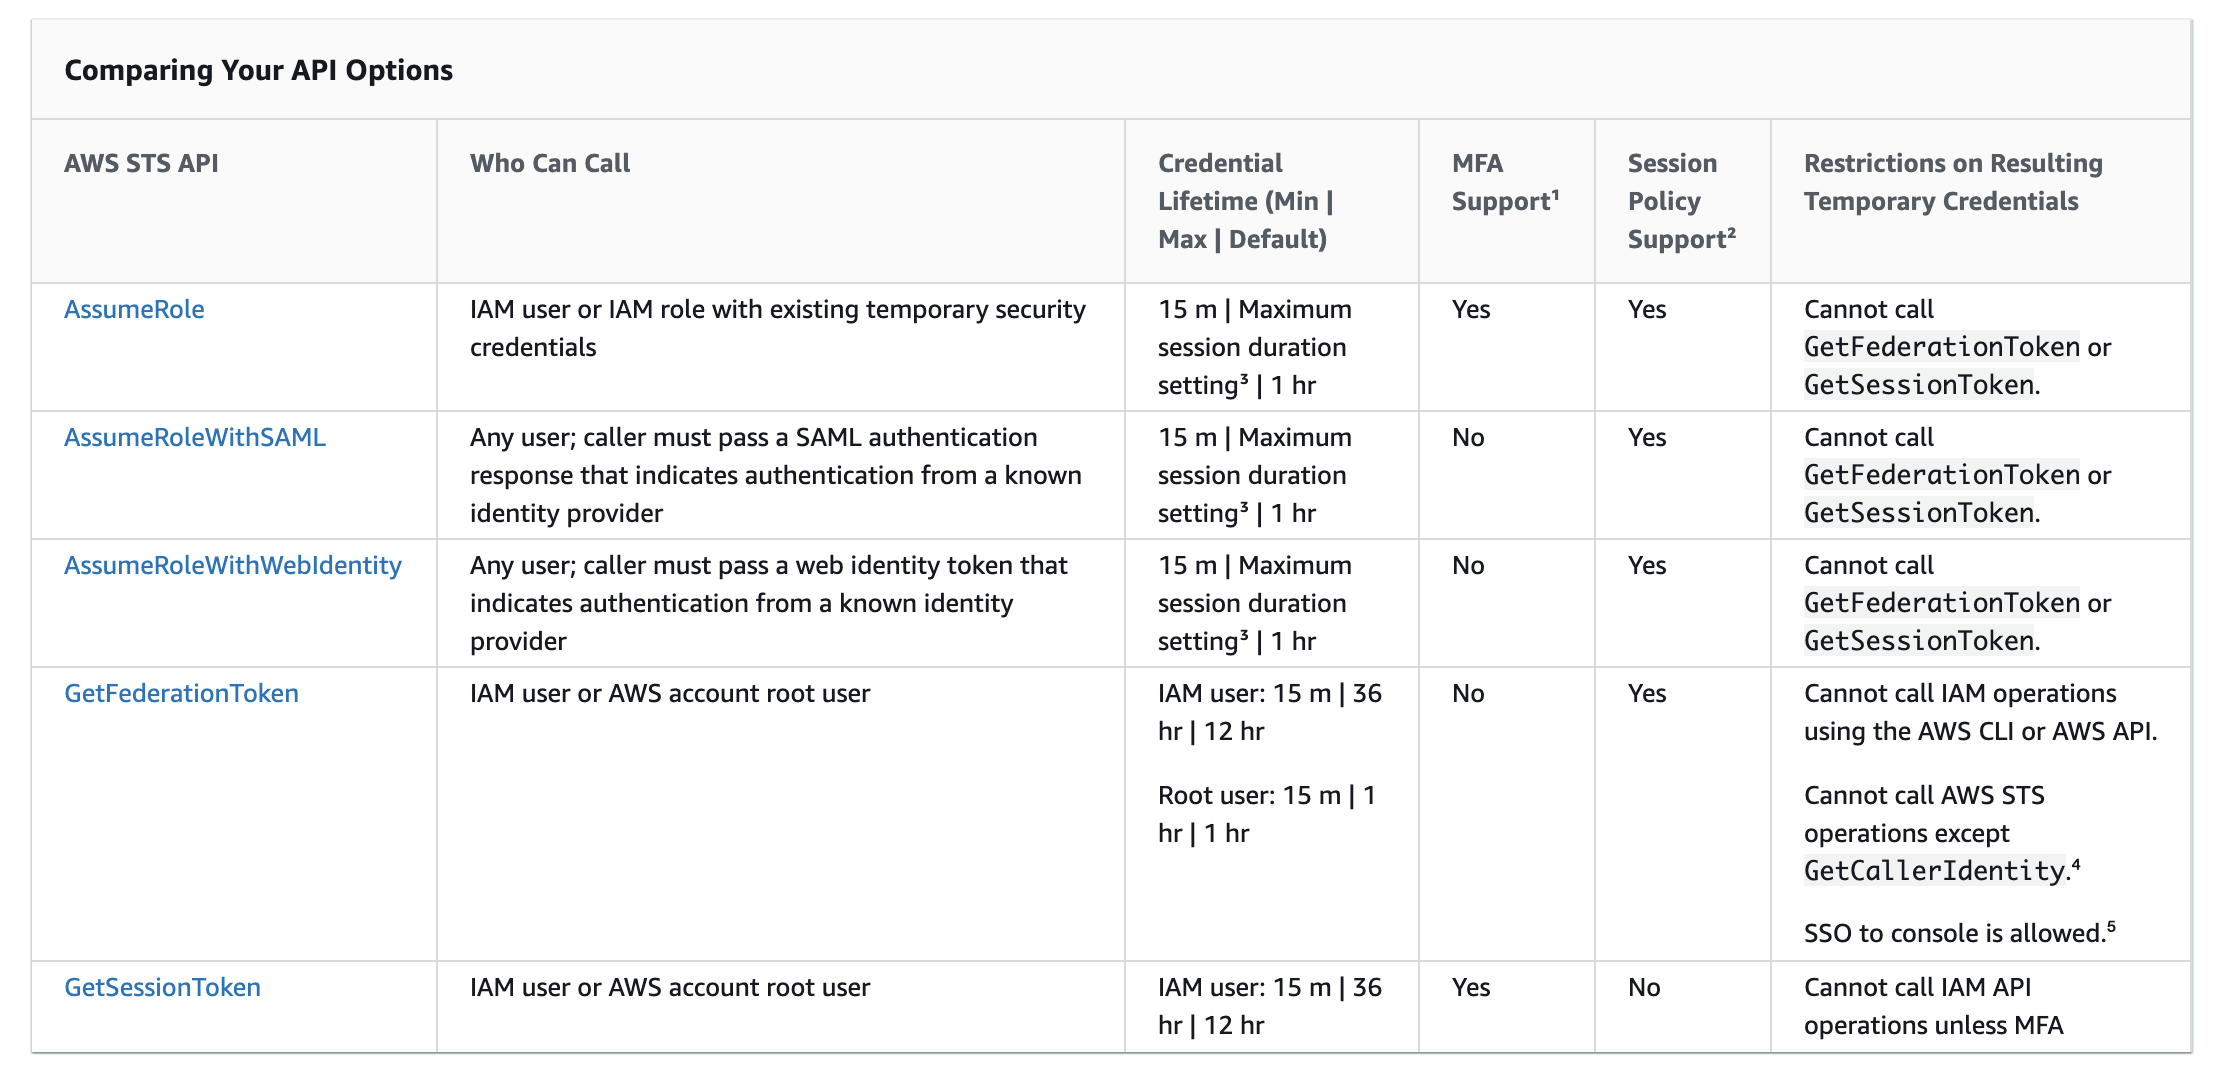 Comparing Your API Options
AWS STS API
Who Can Call
Credential
Lifetime (Min |
Max | Default)
MFA
Support¹
Session
Policy
Support²
Restrictions on Resulting
Temporary Credentials
AssumeRole
IAM user or IAM role with existing temporary security
credentials
15 m | Maximum
session duration
setting³ | 1 hr
Yes
Yes
Cannot call
GetFederationToken or
GetSessionToken.
AssumeRoleWithSAML
Any user; caller must pass a SAML authentication
response that indicates authentication from a known
identity provider
15 m | Maximum
session duration
setting³ | 1 hr
No
Yes
Cannot call
GetFederationToken or
GetSessionToken.
AssumeRoleWithWebIdentity
Any user; caller must pass a web identity token that
indicates authentication from a known identity
provider
15 m | Maximum
session duration
setting³ | 1 hr
No
Yes
Cannot call
GetFederationToken or
GetSessionToken.
GetFederationToken
IAM user or AWS account root user
IAM user: 15 m | 36
hr | 12 hr
Root user: 15 m | 1
hr | 1 hr
No
Yes
Cannot call IAM operations
using the AWS CLI or AWS API.
Cannot call AWS STS
operations except
GetCallerIdentity.⁴
SSO to console is allowed.⁵
GetSessionToken
IAM user or AWS account root user
IAM user: 15 m | 36
hr | 12 hr
Yes
No
Cannot call IAM API
operations unless MFA